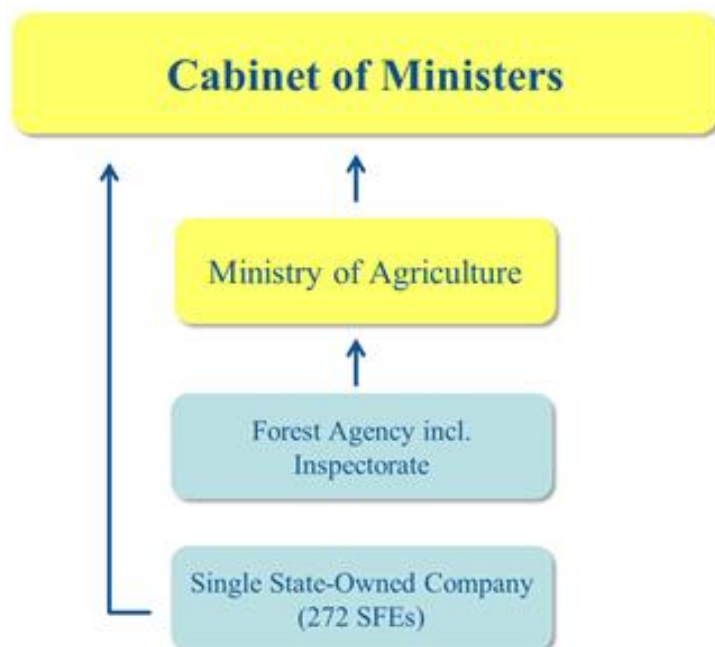 Cabinet of Ministers
Ministry of Agriculture
Forest Agency incl.
Inspectorate
Single State-Owned Company
(272 SFEs)